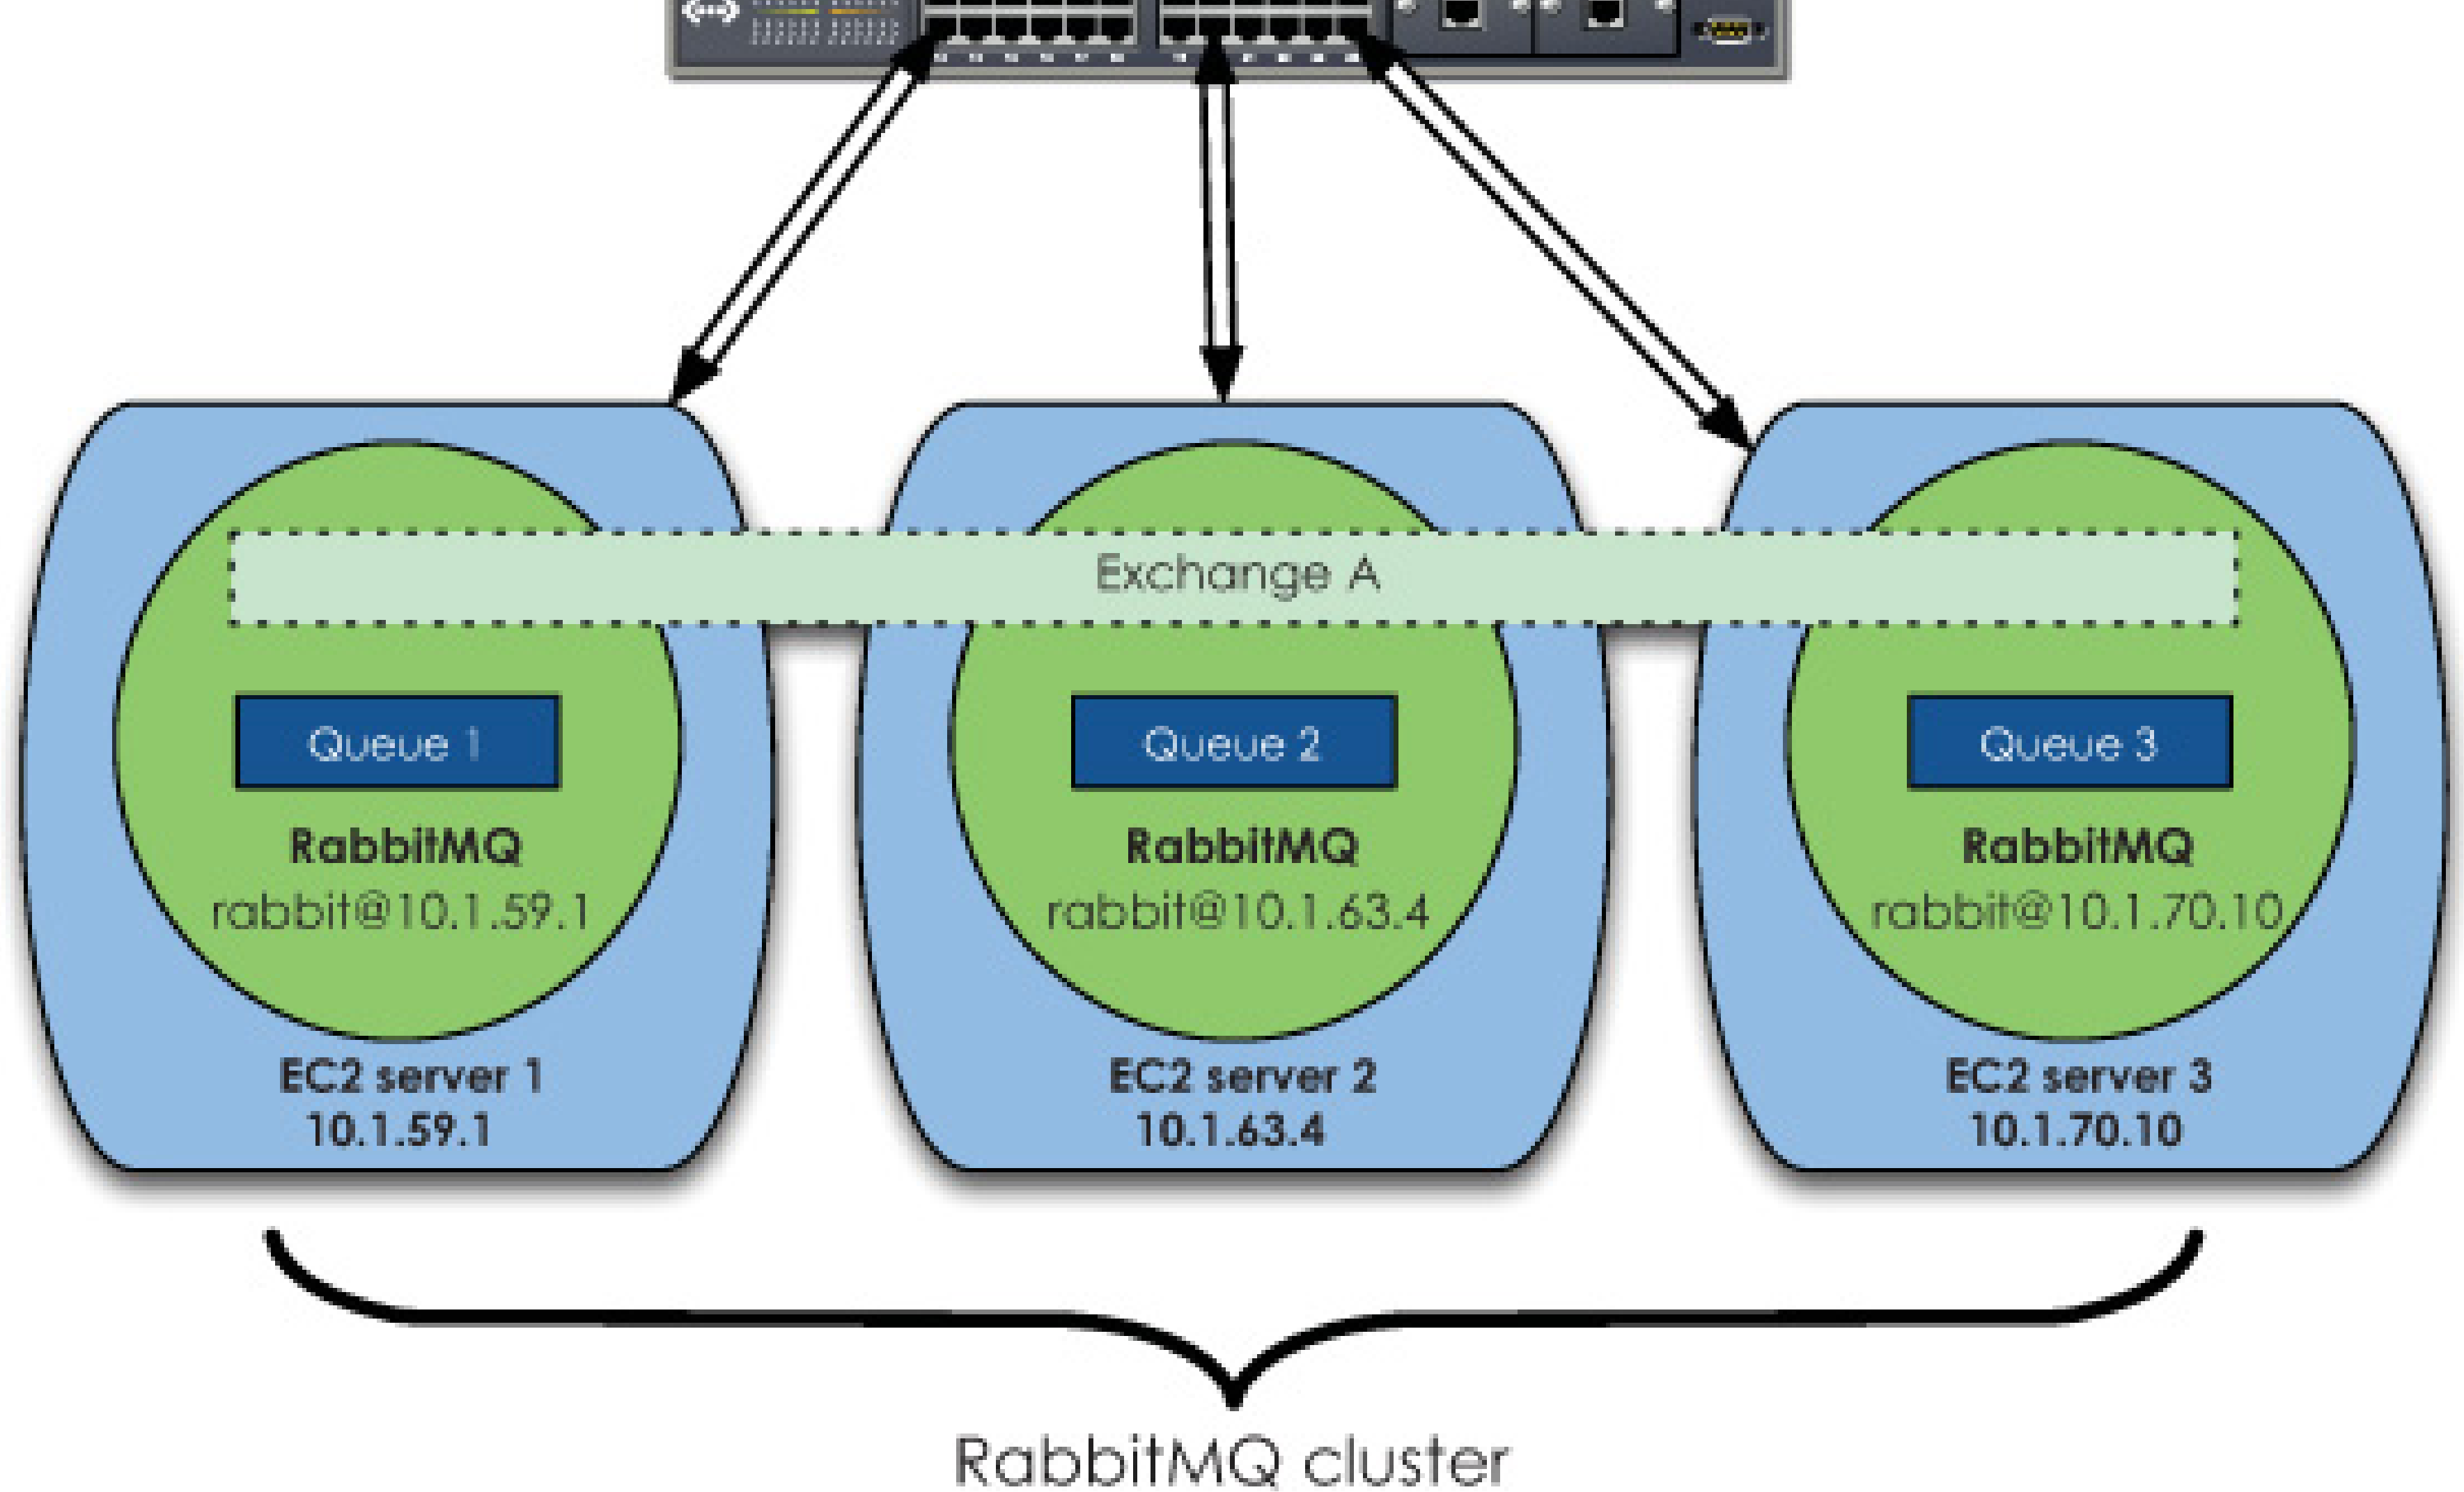 Exchange A
Queue 1
RabbitMQ
rabbit@10.1.59.1
EC2 server 1
10.1.59.1
Queue 2
RabbitMQ
rabbit@10.1.63.4
EC2 server 2
10.1.63.4
Queue 3
RabbitMQ
rabbit@10.1.70.10
EC2 server 3
10.1.70.10
RabbitMQ cluster